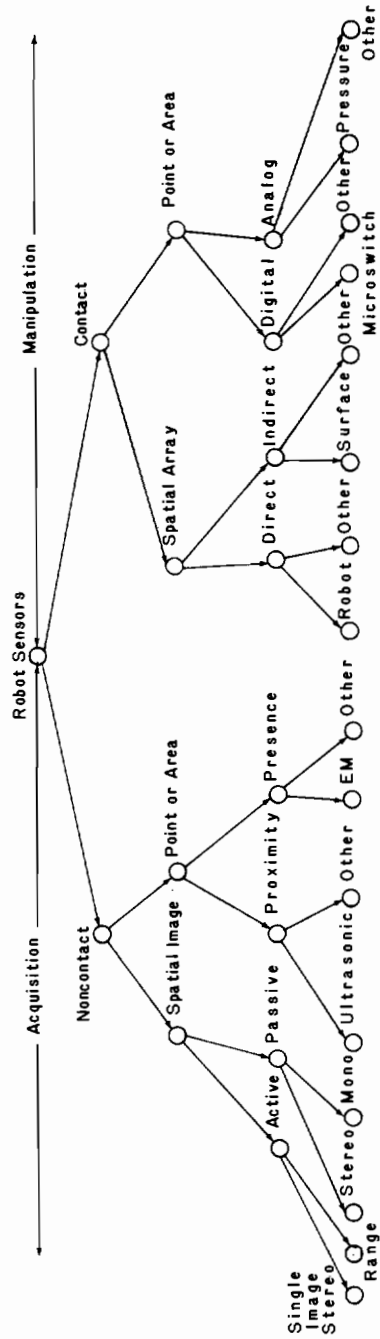 Acquisition
Manipulation
Robot Sensors
Noncontact
Contact
Spatial Image
Point or Area
Spatial Array
Point or Area
Active
Passive
Proximity
Presence
Direct
Indirect
Digital
Analog
Single
Image
Stereo
Range
Stereo
Mono
Ultrasonic
Other
EM
Other
Robot
Other
Surface
Other
Microswitch
Other
Pressure
Other